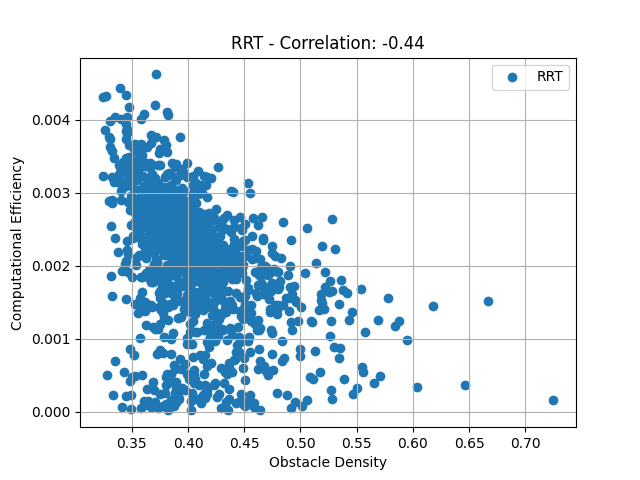 RRT - Correlation: -0.44
RRT
Computational Efficiency
0.004
0.003
0.002
0.001
0.000
0.35 0.40 0.45 0.50 0.55 0.60 0.65 0.70
Obstacle Density